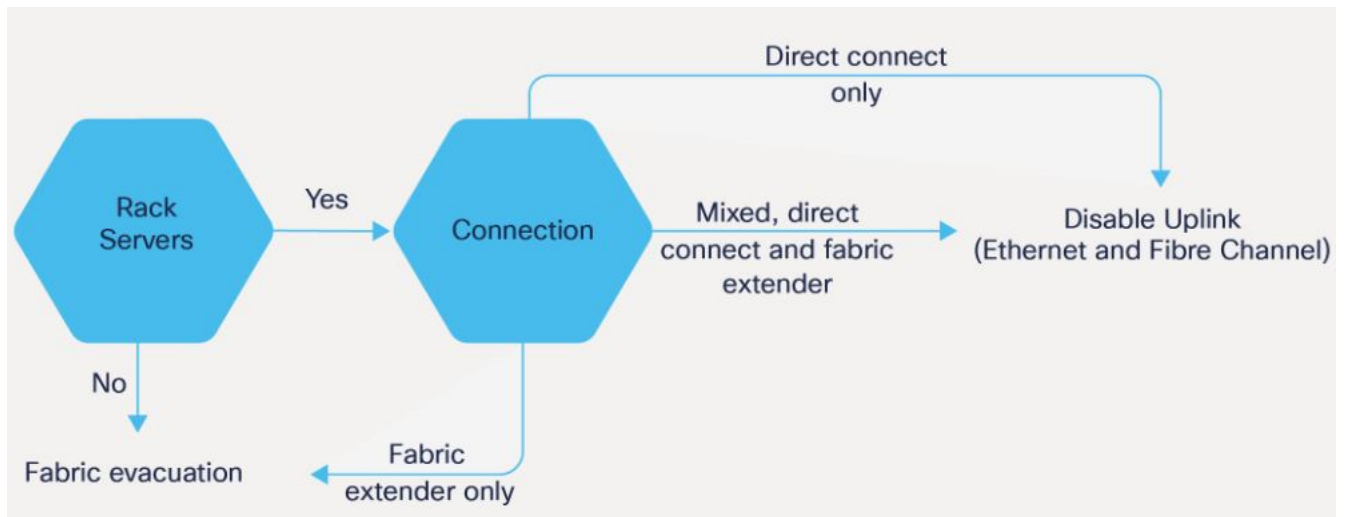 Direct connect
only
Rack
Servers
Yes
Connection
Mixed, direct
connect and fabric
extender
Disable Uplink
(Ethernet and Fibre Channel)
No
Fabric evacuation
Fabric
extender only